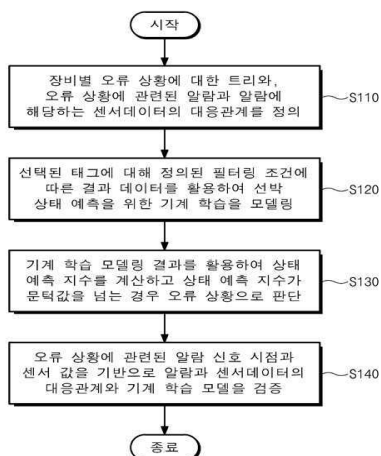 시작
장비별 오류 상황에 대한 트리와,
오류 상황에 관련된 알람과 알람에
해당하는 센서데이터의 대응관계를 정의
S110
선택된 태그에 대해 정의된 필터링 조건에
따른 결과 데이터를 활용하여 선박
상태 예측을 위한 기계 학습을 모델링
S120
기계 학습 모델링 결과를 활용하여 상태
예측 지수를 계산하고 상태 예측 지수가
문턱값을 넘는 경우 오류 상황으로 판단
S130
오류 상황에 관련된 알람 신호 시점과
센서 값을 기반으로 알람과 센서데이터의
대응관계와 기계 학습 모델을 검증
S140
종료